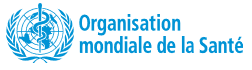 Organisation
mondiale de la Santé